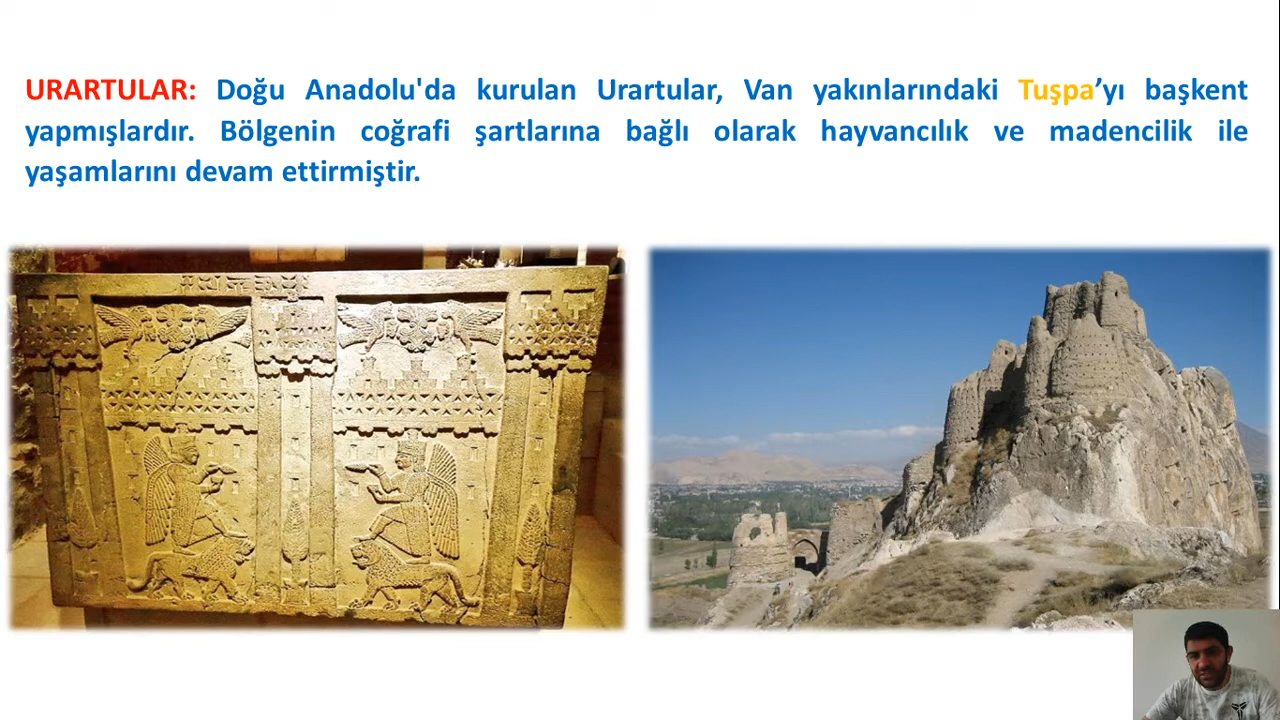 URARTULAR: Doğu Anadolu'da kurulan Urartular, Van yakınlarındaki Tuşpa’yı başkent
yapmışlardır. Bölgenin coğrafi şartlarına bağlı olarak hayvancılık ve madencilik ile
yaşamlarını devam ettirmiştir.